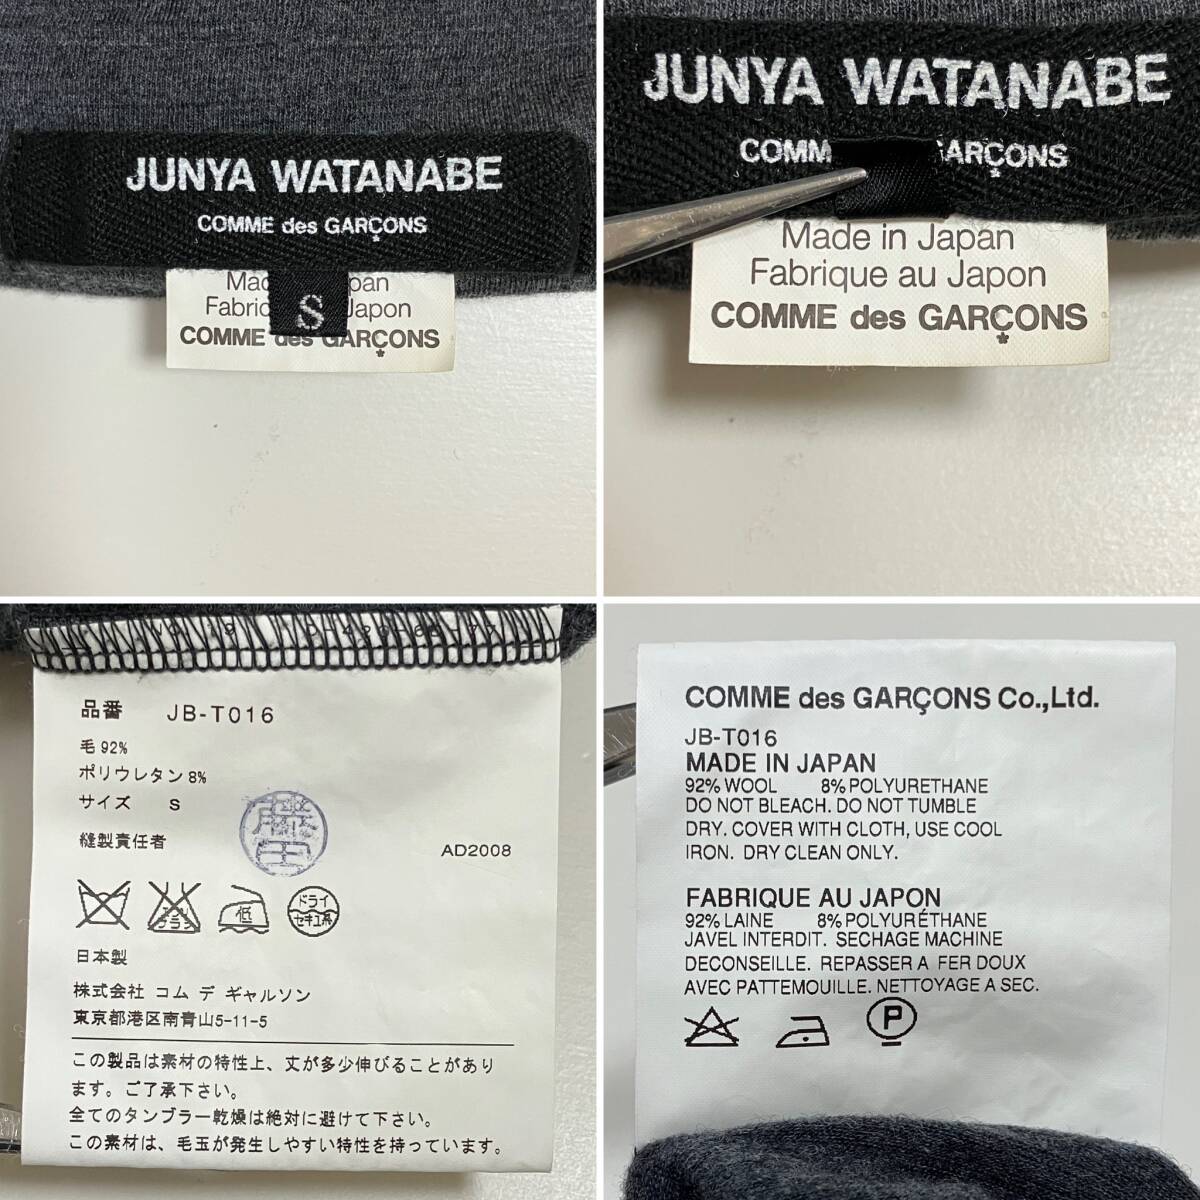 JUNYA WATANABE
COMME des GARÇONS
Japon
S
COMME des GARÇONS
JUNYA WATANABE
Made in Japan
Fabrique au Japon
COMME des GARÇONS
品番 JB-T016
毛 92%
ポリウレタン 8%
サイズ S
縫製責任者
AD2008
ドライ
セキユ系
低
日本製
株式会社 コム デ ギャルソン
東京都港区南青山5-11-5
この製品は素材の特性上、丈が多少伸びることがあり
ます。ご了承下さい。
全てのタンブラー乾燥は絶対に避けて下さい。
この素材は、毛玉が発生しやすい特性を持っています。
COMME des GARÇONS Co.,Ltd.
JB-T016
MADE IN JAPAN
92% WOOL 8% POLYURETHANE
DO NOT BLEACH. DO NOT TUMBLE
DRY. COVER WITH CLOTH, USE COOL
IRON. DRY CLEAN ONLY.
FABRIQUE AU JAPON
92% LAINE 8% POLYURÉTHANE
JAVEL INTERDIT. SECHAGE MACHINE
DECONSEILLE. REPASSER A FER DOUX
AVEC PATTEMOUILLE. NETTOYAGE A SEC.
P